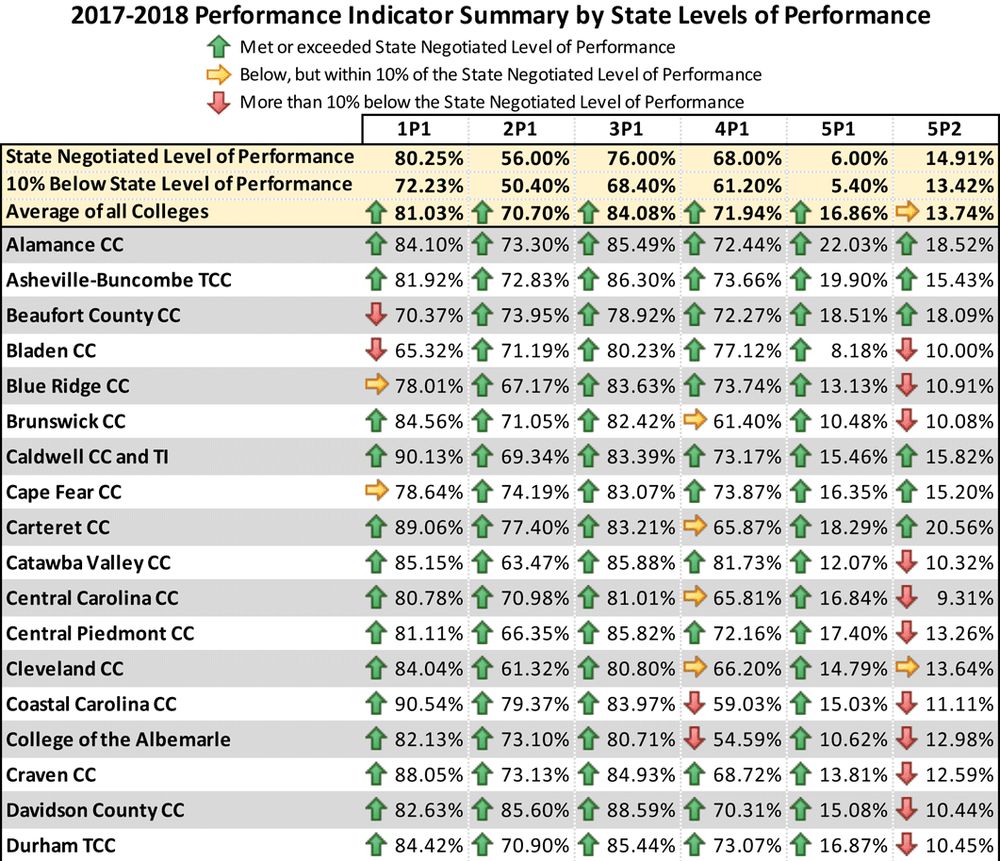 2017-2018 Performance Indicator Summary by State Levels of Performance
Met or exceeded State Negotiated Level of Performance
Below, but within 10% of the State Negotiated Level of Performance
More than 10% below the State Negotiated Level of Performance
1P1 2P1 3P1 4P1 5P1 5P2
State Negotiated Level of Performance 80.25% 56.00% 76.00% 68.00% 6.00% 14.91%
10% Below State Level of Performance 72.23% 50.40% 68.40% 61.20% 5.40% 13.42%
Average of all Colleges 81.03% 70.70% 84.08% 71.94% 16.86% 13.74%
Alamance CC 84.10% 73.30% 85.49% 72.44% 22.03% 18.52%
Asheville-Buncombe TCC 81.92% 72.83% 86.30% 73.66% 19.90% 15.43%
Beaufort County CC 70.37% 73.95% 78.92% 72.27% 18.51% 18.09%
Bladen CC 65.32% 71.19% 80.23% 77.12% 8.18% 10.00%
Blue Ridge CC 78.01% 67.17% 83.63% 73.74% 13.13% 10.91%
Brunswick CC 84.56% 71.05% 82.42% 61.40% 10.48% 10.08%
Caldwell CC and TI 90.13% 69.34% 83.39% 73.17% 15.46% 15.82%
Cape Fear CC 78.64% 74.19% 83.07% 73.87% 16.35% 15.20%
Carteret CC 89.06% 77.40% 83.21% 65.87% 18.29% 20.56%
Catawba Valley CC 85.15% 63.47% 85.88% 81.73% 12.07% 10.32%
Central Carolina CC 80.78% 70.98% 81.01% 65.81% 16.84% 9.31%
Central Piedmont CC 81.11% 66.35% 85.82% 72.16% 17.40% 13.26%
Cleveland CC 84.04% 61.32% 80.80% 66.20% 14.79% 13.64%
Coastal Carolina CC 90.54% 79.37% 83.97% 59.03% 15.03% 11.11%
College of the Albemarle 82.13% 73.10% 80.71% 54.59% 10.62% 12.98%
Craven CC 88.05% 73.13% 84.93% 68.72% 13.81% 12.59%
Davidson County CC 82.63% 85.60% 88.59% 70.31% 15.08% 10.44%
Durham TCC 84.42% 70.90% 85.44% 73.07% 16.87% 10.45%